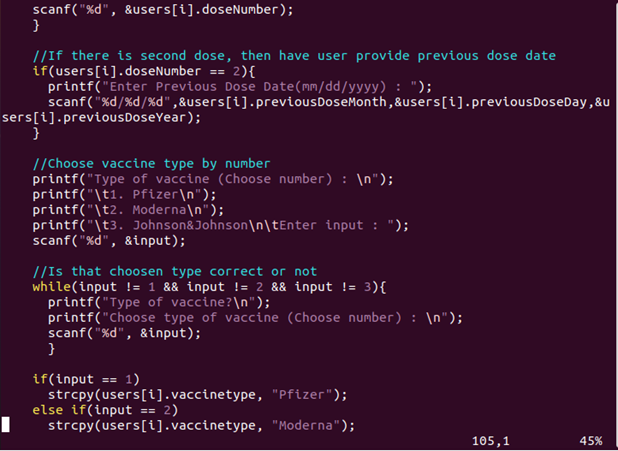 scanf("%d", &users[i].doseNumber);
}
//If there is second dose, then have user provide previous dose date
if(users[i].doseNumber == 2){
printf("Enter Previous Dose Date(mm/dd/yyyy) : ");
scanf("%d/%d/%d",&users[i].previousDoseMonth,&users[i].previousDoseDay,&u
sers[i].previousDoseYear);
}
//Choose vaccine type by number
printf("Type of vaccine (Choose number) : \n");
printf("\t1. Pfizer\n");
printf("\t2. Moderna\n");
printf("\t3. Johnson&Johnson\n\tEnter input : ");
scanf("%d", &input);
//Is that choosen type correct or not
while(input != 1 && input != 2 && input != 3){
printf("Type of vaccine?\n");
printf("Choose type of vaccine (Choose number) : \n");
scanf("%d", &input);
}
if(input == 1)
strcpy(users[i].vaccinetype, "Pfizer");
else if(input == 2)
strcpy(users[i].vaccinetype, "Moderna");
105,1 45%